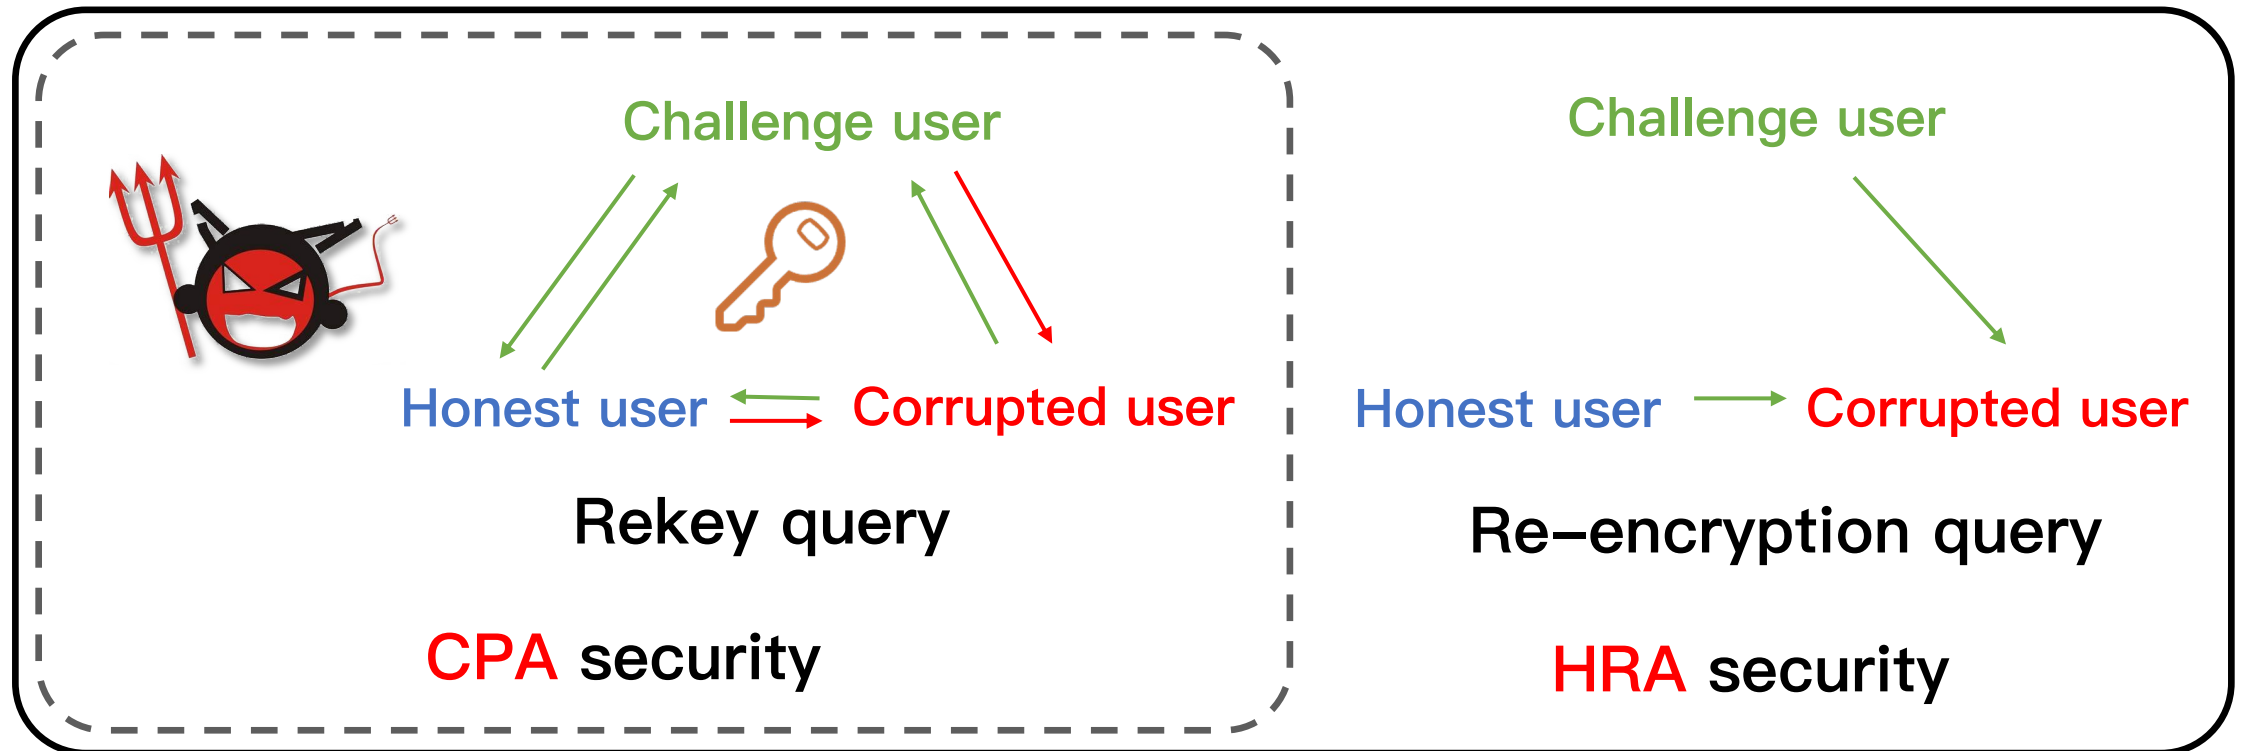 Challenge user
Honest user
Corrupted user
Rekey query
CPA security
Challenge user
Honest user
Corrupted user
Re-encryption query
HRA security